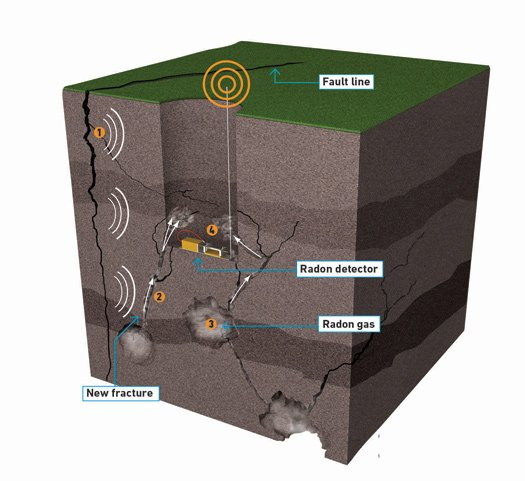 Fault line
1
4
Radon detector
2
3
Radon gas
New fracture